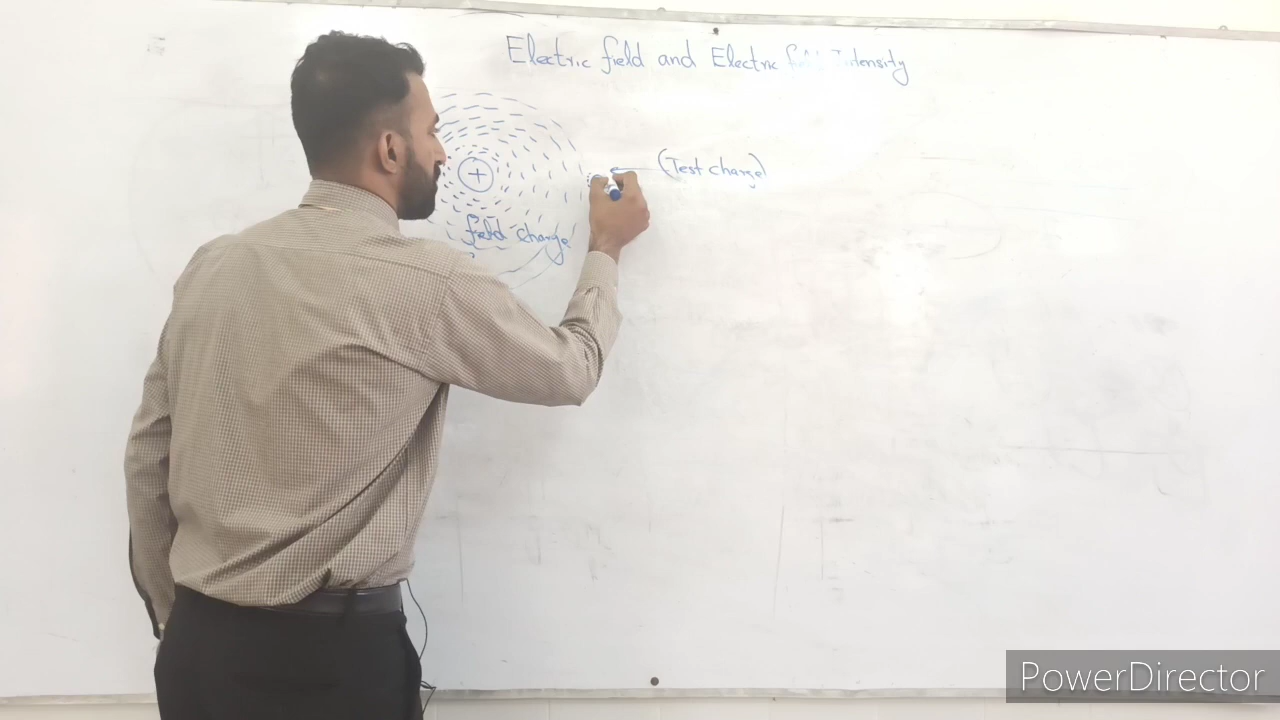 Electric field and Electric field Intensity
+
(Test charge)
field charge
PowerDirector